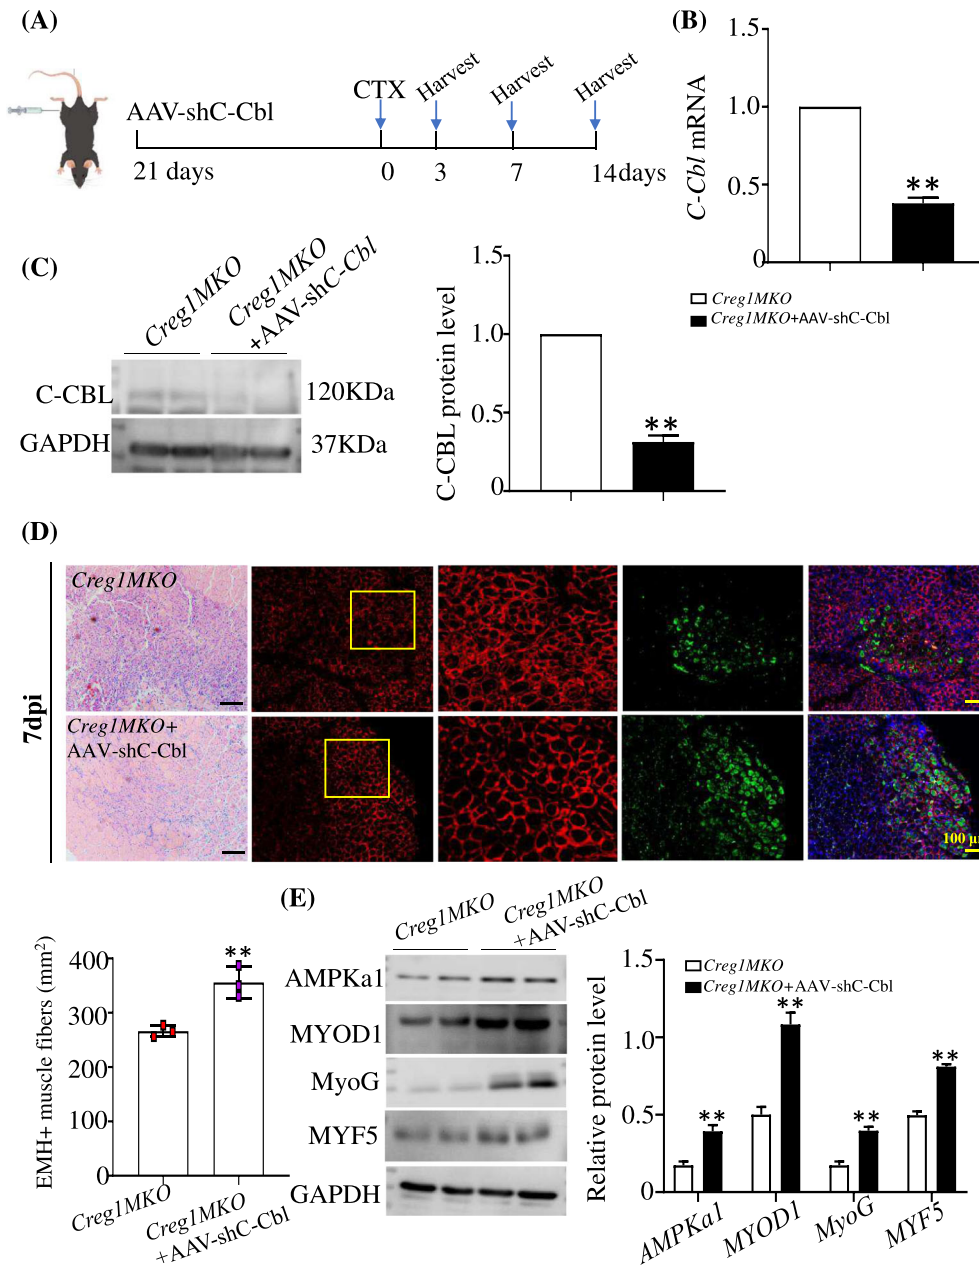 (A)
AAV-shC-Cbl
CTX
Harvest
Harvest
Harvest
21 days
0
3
7
14days
(B)
C-Cbl mRNA
1.5
1.0
0.5
0
**
Creg1MKO
Creg1MKO+AAV-shC-Cbl
(C)
Creg1MKO
Creg1MKO
+AAV-shC-Cbl
C-CBL
120KDa
GAPDH
37KDa
C-CBL protein level
1.5
1.0
0.5
0
**
(D)
7dpi
Creg1MKO
Creg1MKO+
AAV-shC-Cbl
100 μ
EMH+ muscle fibers (mm²)
400
300
200
100
0
**
Creg1MKO
Creg1MKO
+AAV-shC-Cbl
(E)
Creg1MKO
Creg1MKO
+AAV-shC-Cbl
AMPKa1
MYOD1
MyoG
MYF5
GAPDH
Relative protein level
1.5
1.0
0.5
0
Creg1MKO
Creg1MKO+AAV-shC-Cbl
**
**
**
**
AMPKa1
MYOD1
MyoG
MYF5